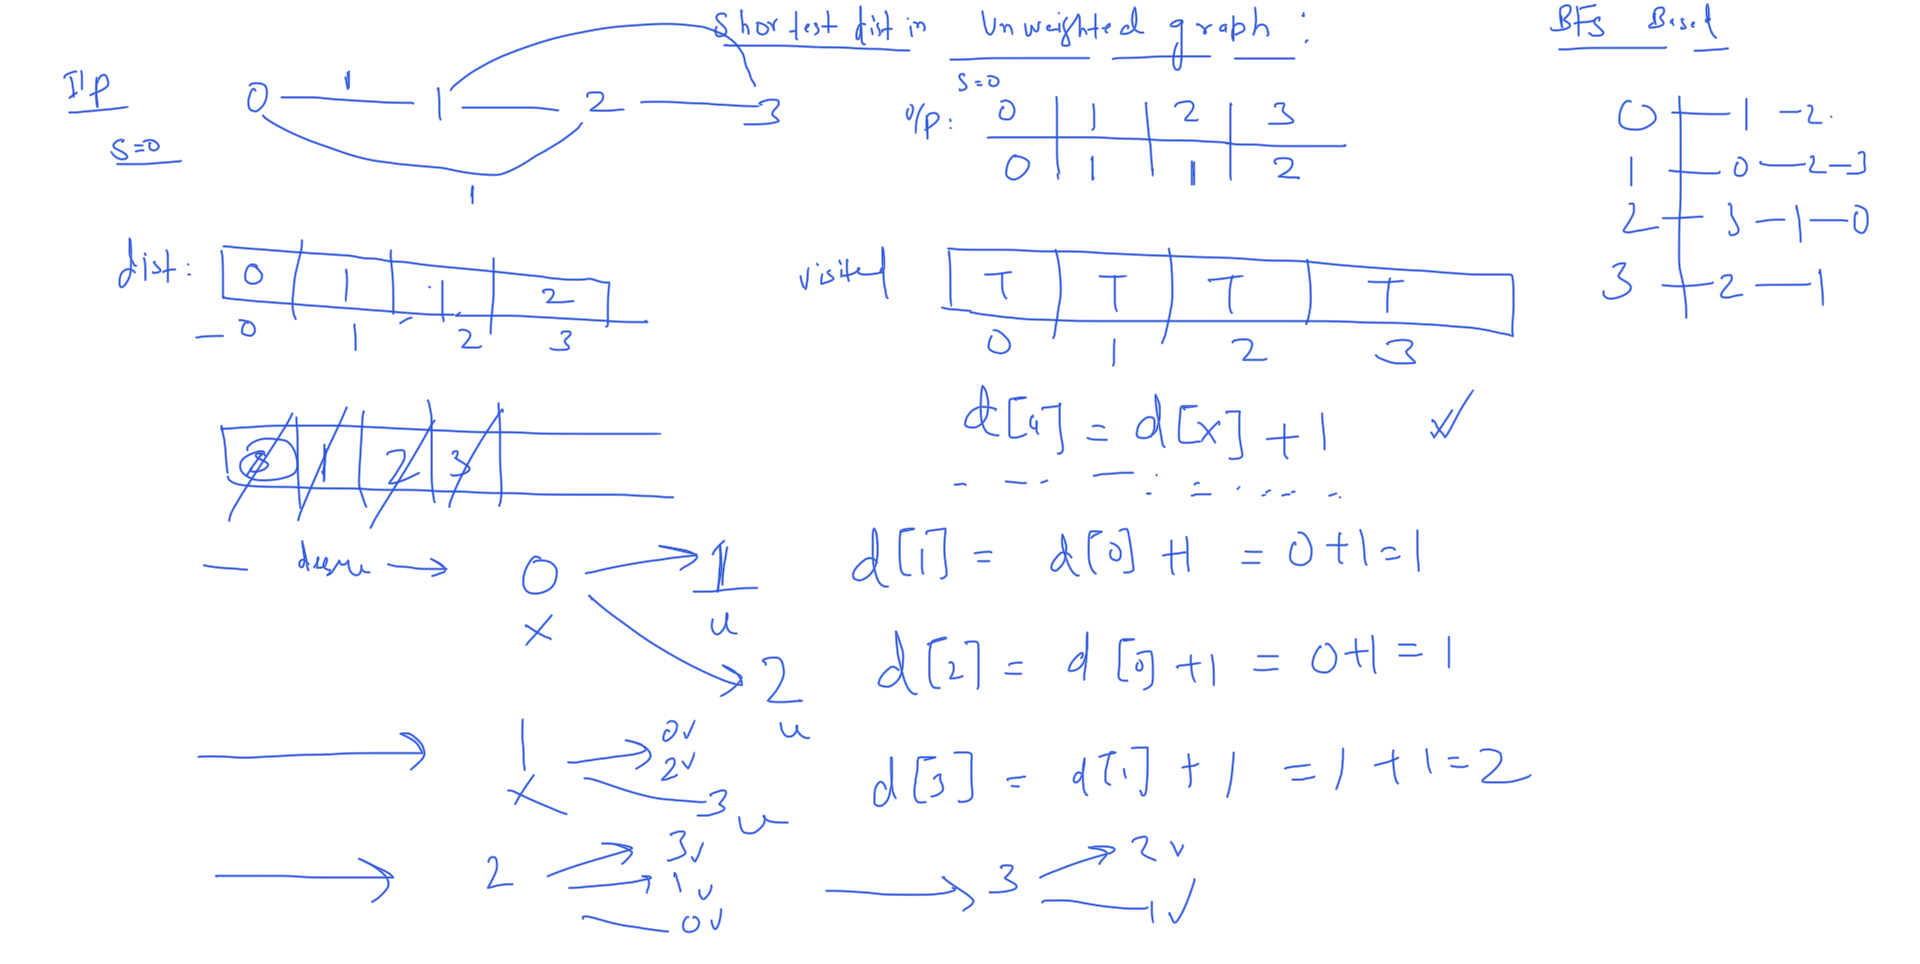 Shortest dist in Unweighted graph :
BFS Based
I/p
S=0
0 1 1 2 3
1
S=0
O/p: 0 1 2 3
0 1 1 2
0 1 - 2
1 0 - 2 - 3
2 3 - 1 - 0
3 2 - 1
dist: 0 1 1 2
0 1 2 3
visited T T T T
0 1 2 3
d[u] = d[x] + 1
0 1 2 3
0 → 1
x u
2
u
d[1] = d[0] + 1 = 0+1=1
d[2] = d[0] + 1 = 0+1 = 1
1 → 0✓
2✓
x 3
u
d[3] = d[1] + 1 = 1 + 1 = 2
2 → 3✓
1✓
0✓
→ 3 → 2✓
1✓